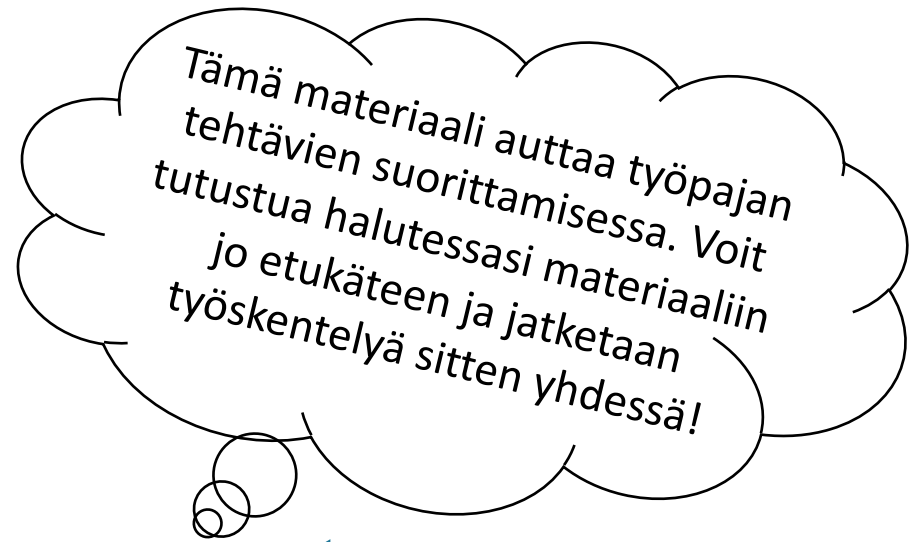 Tämä materiaali auttaa työpajan
tehtävien suorittamisessa. Voit
tutustua halutessasi materiaaliin
jo etukäteen ja jatketaan
työskentelyä sitten yhdessä!